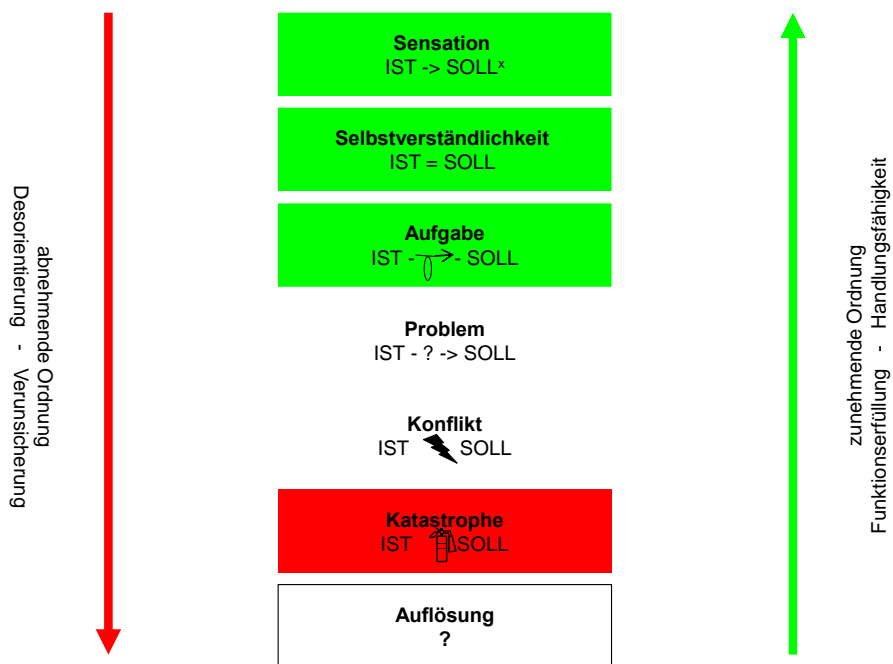 Sensation
IST -> SOLLˣ
Selbstverständlichkeit
IST = SOLL
Aufgabe
IST - - SOLL
Problem
IST - ? -> SOLL
Konflikt
IST SOLL
Katastrophe
IST SOLL
Auflösung
?
abnehmende Ordnung
Desorientierung - Verunsicherung
zunehmende Ordnung
Funktionserfüllung - Handlungsfähigkeit